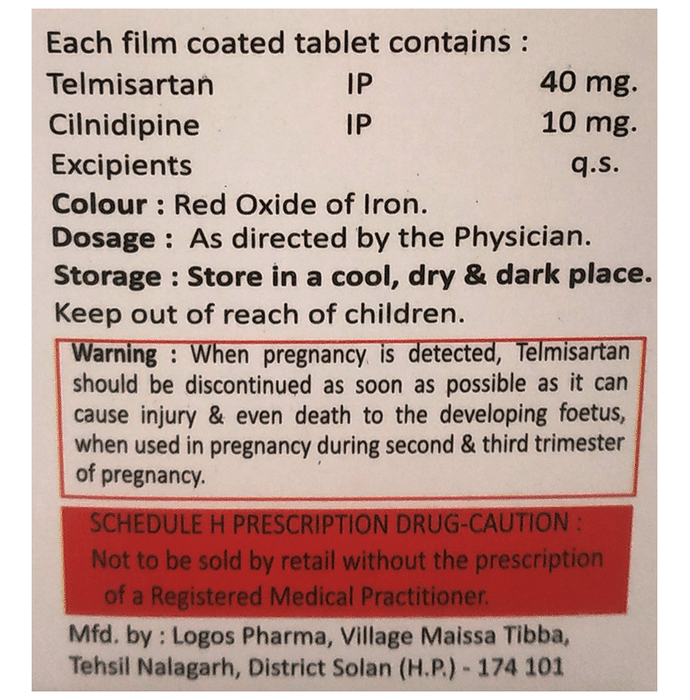 Each film coated tablet contains :
Telmisartan IP 40 mg.
Cilnidipine IP 10 mg.
Excipients q.s.
Colour : Red Oxide of Iron.
Dosage : As directed by the Physician.
Storage : Store in a cool, dry & dark place.
Keep out of reach of children.
Warning : When pregnancy is detected, Telmisartan
should be discontinued as soon as possible as it can
cause injury & even death to the developing foetus,
when used in pregnancy during second & third trimester
of pregnancy.
SCHEDULE H PRESCRIPTION DRUG-CAUTION :
Not to be sold by retail without the prescription
of a Registered Medical Practitioner.
Mfd. by : Logos Pharma, Village Maissa Tibba,
Tehsil Nalagarh, District Solan (H.P.) - 174 101